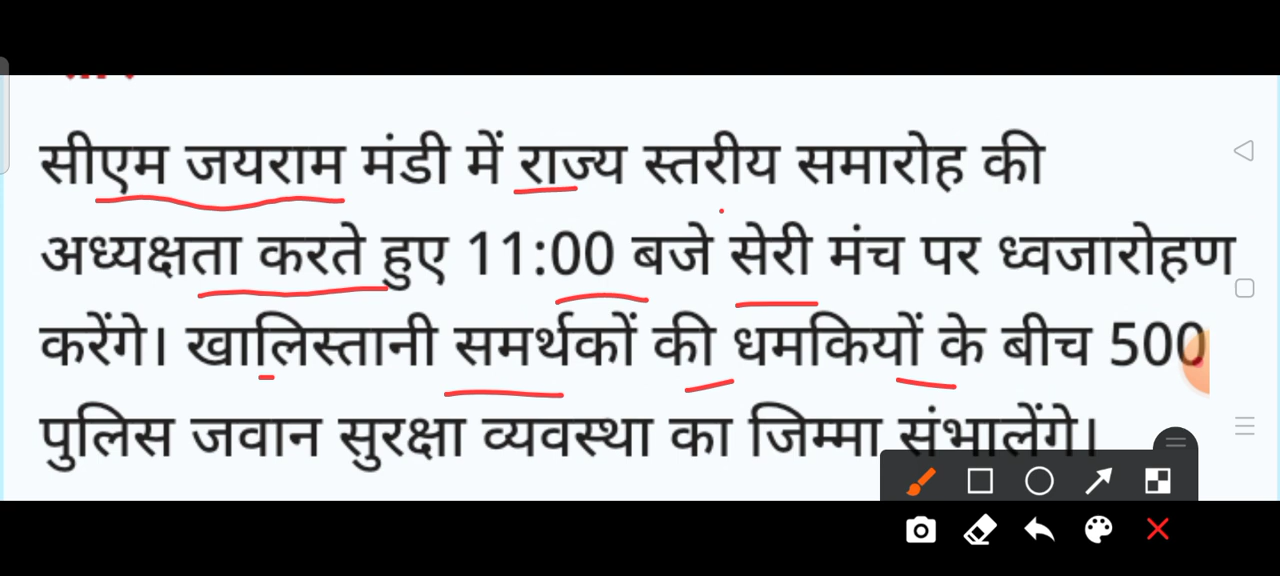 सीएम जयराम मंडी में राज्य स्तरीय समारोह की
अध्यक्षता करते हुए 11:00 बजे सेरी मंच पर ध्वजारोहण
करेंगे। खालिस्तानी समर्थकों की धमकियों के बीच 500
पुलिस जवान सुरक्षा व्यवस्था का जिम्मा संभालेंगे।